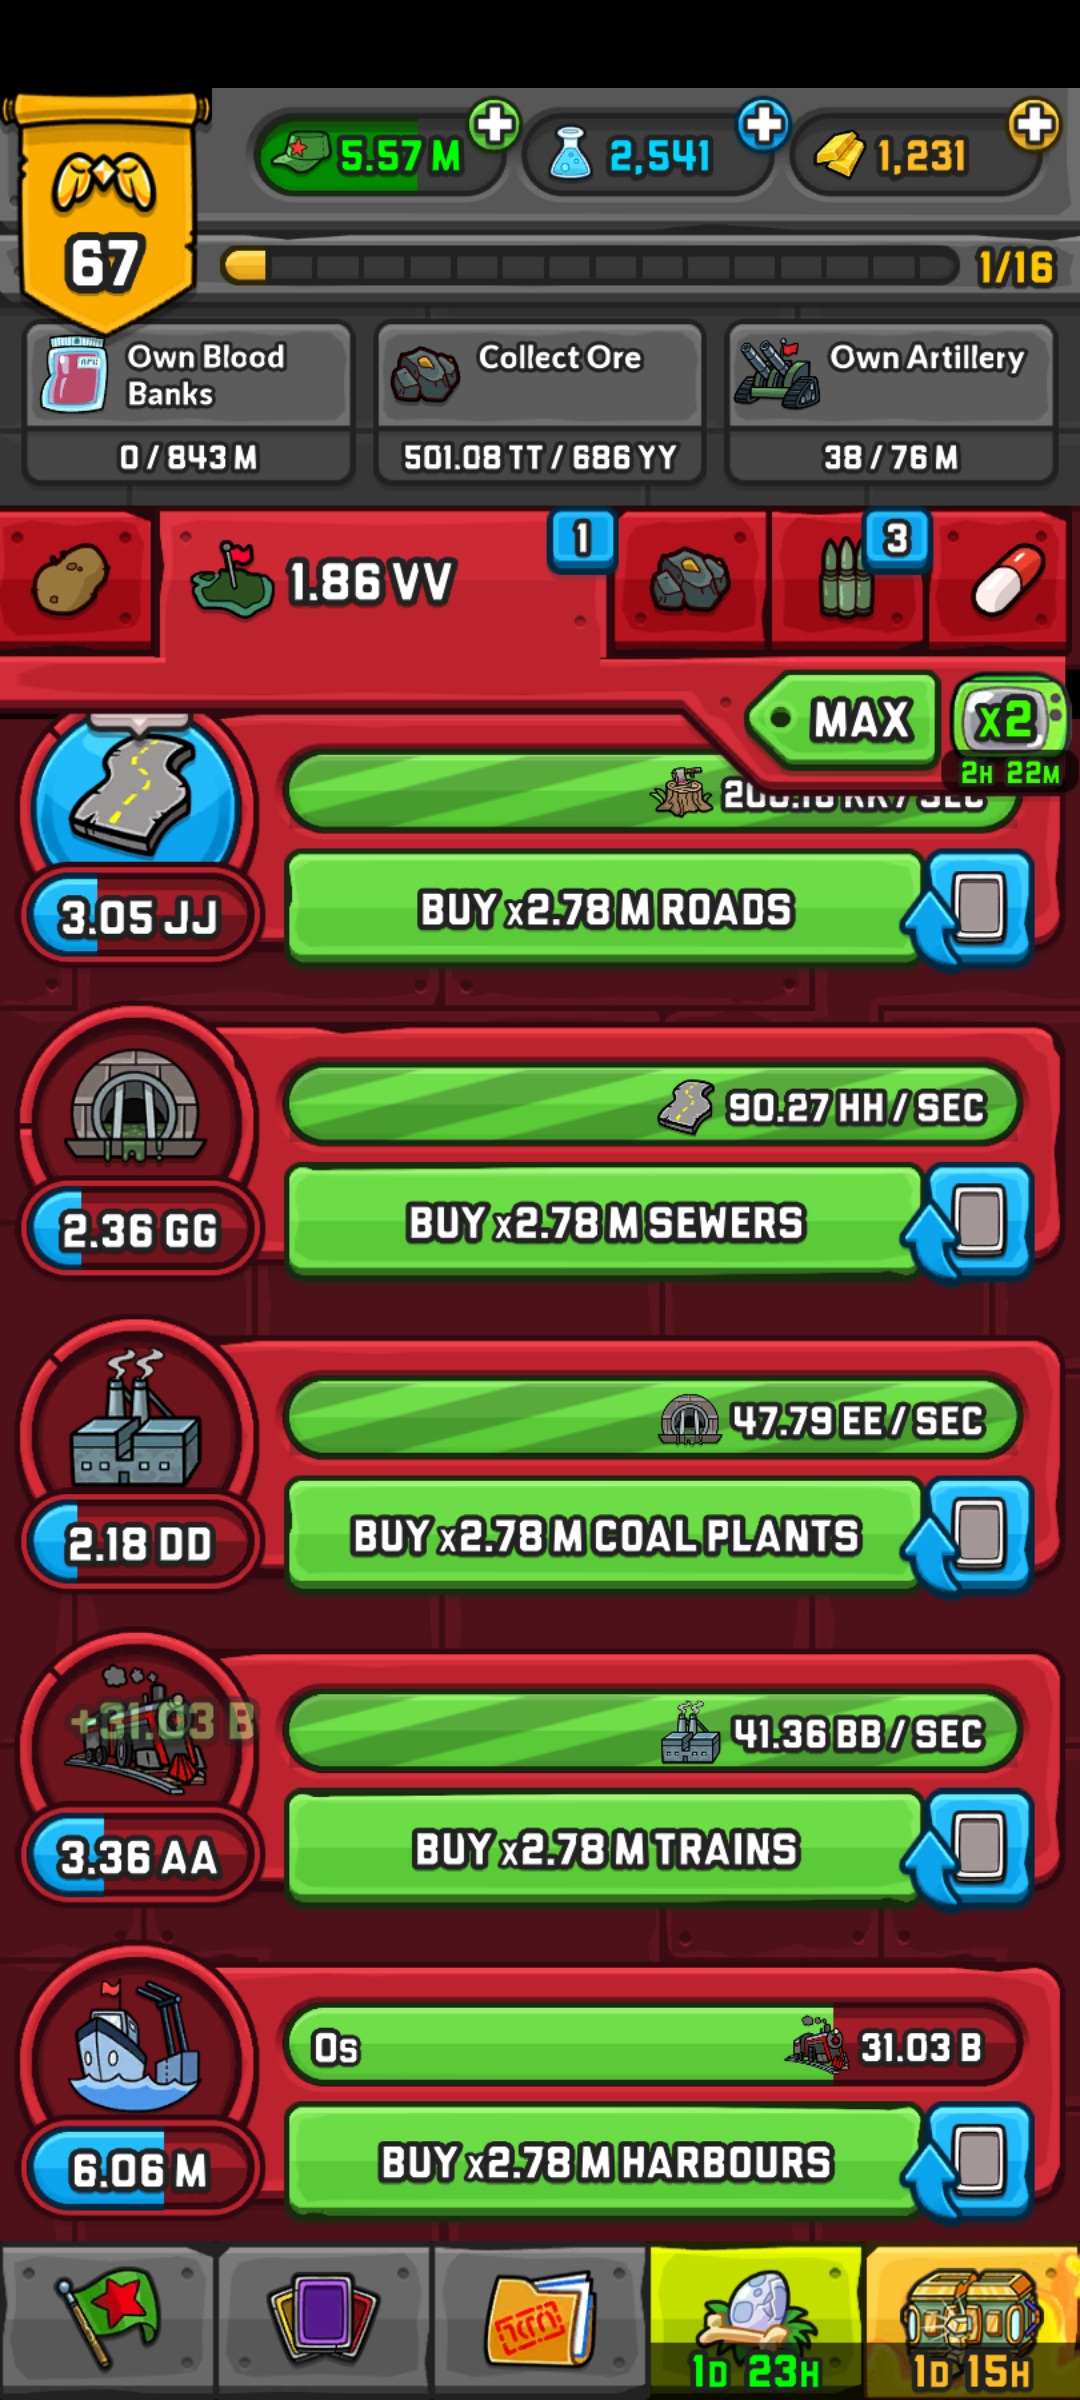 67
5.57 M
2,541
1,231
1/16
Own Blood
Banks
0 / 843 M
Collect Ore
501.08 TT / 686 YY
Own Artillery
38 / 76 M
1.86 VV
1
3
MAX
x2
2H 22M
3.05 JJ
BUY x2.78 M ROADS
90.27 HH / SEC
2.36 GG
BUY x2.78 M SEWERS
47.79 EE / SEC
2.18 DD
BUY x2.78 M COAL PLANTS
+31.03 B
41.36 BB / SEC
3.36 AA
BUY x2.78 M TRAINS
0s
31.03 B
6.06 M
BUY x2.78 M HARBOURS
1D 23H
1D 15H